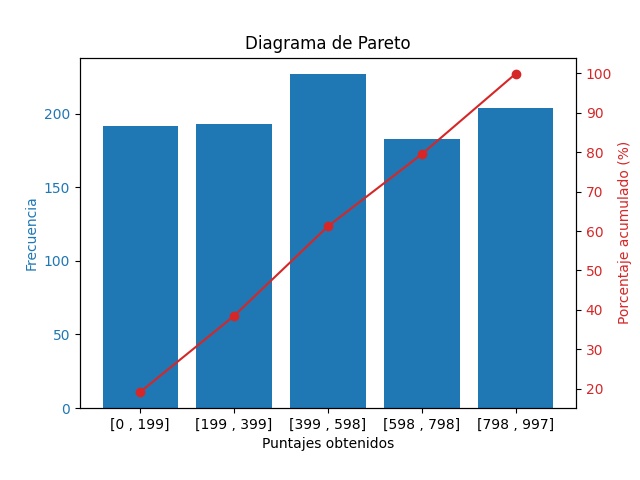 Diagrama de Pareto
Frecuencia
200
150
100
50
0
100
90
80
70
60
50
40
30
20
Porcentaje acumulado (%)
[0 , 199] [199 , 399] [399 , 598] [598 , 798] [798 , 997]
Puntajes obtenidos